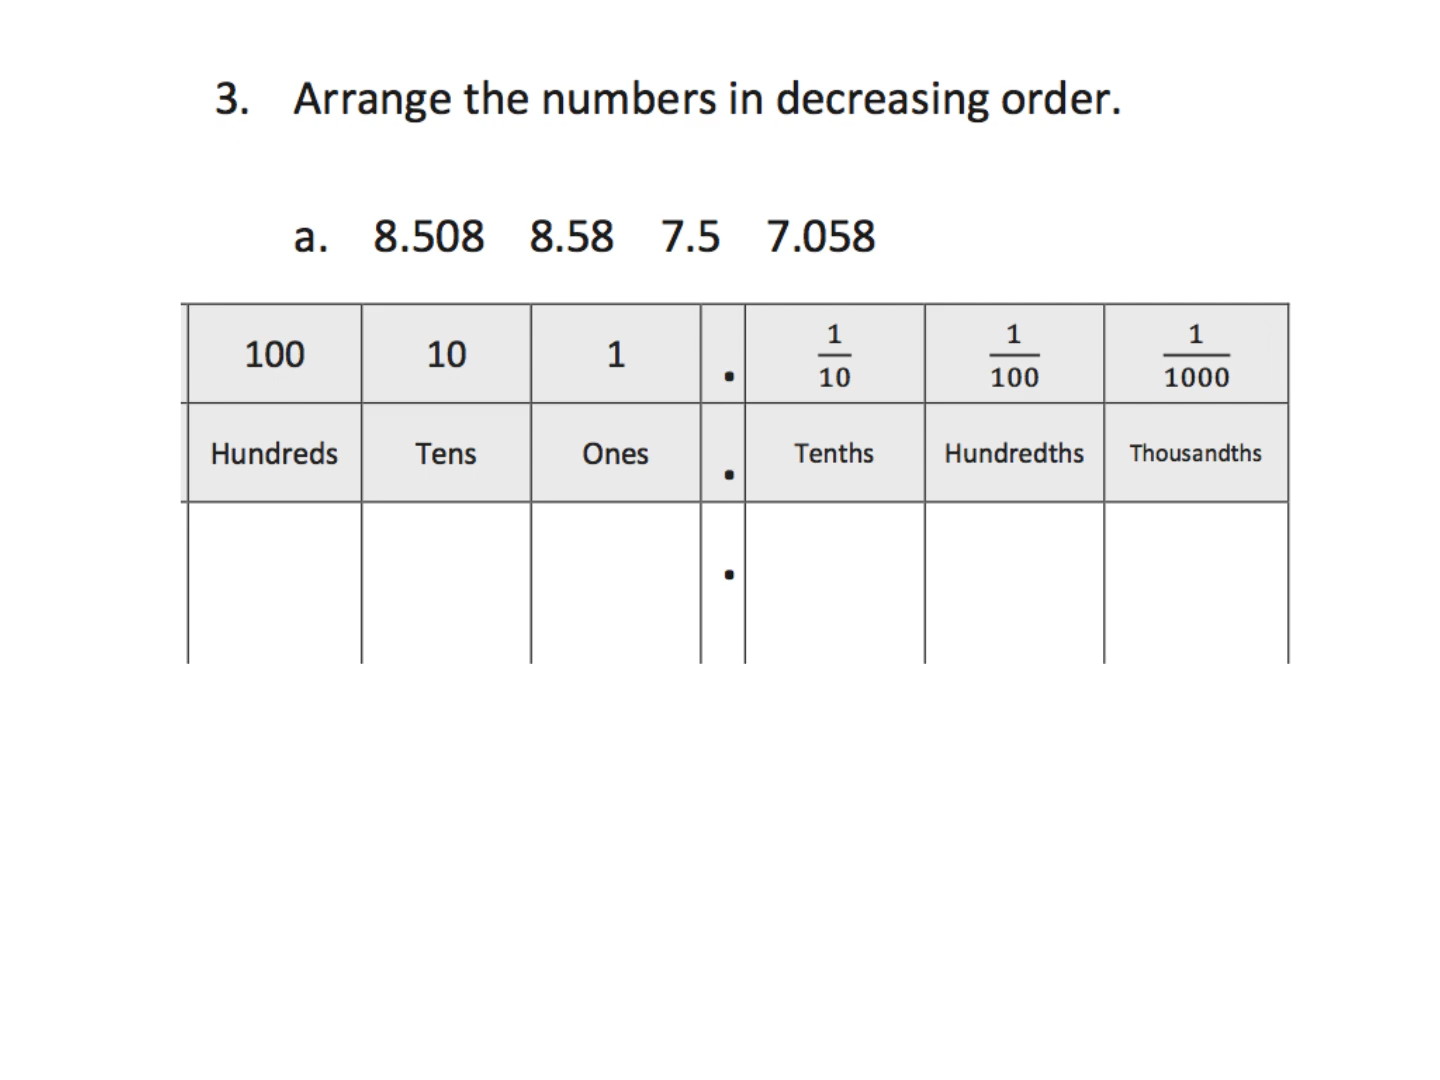 3. Arrange the numbers in decreasing order.
a. 8.508 8.58 7.5 7.058
100 10 1 . 1/10 1/100 1/1000
Hundreds Tens Ones . Tenths Hundredths Thousandths
.